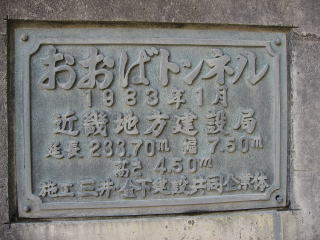 おおばトンネル
1983年1月
近畿地方建設局
延長 233.70m 幅 7.50m
高さ 4.50m
施工 三井・金下建設共同企業体